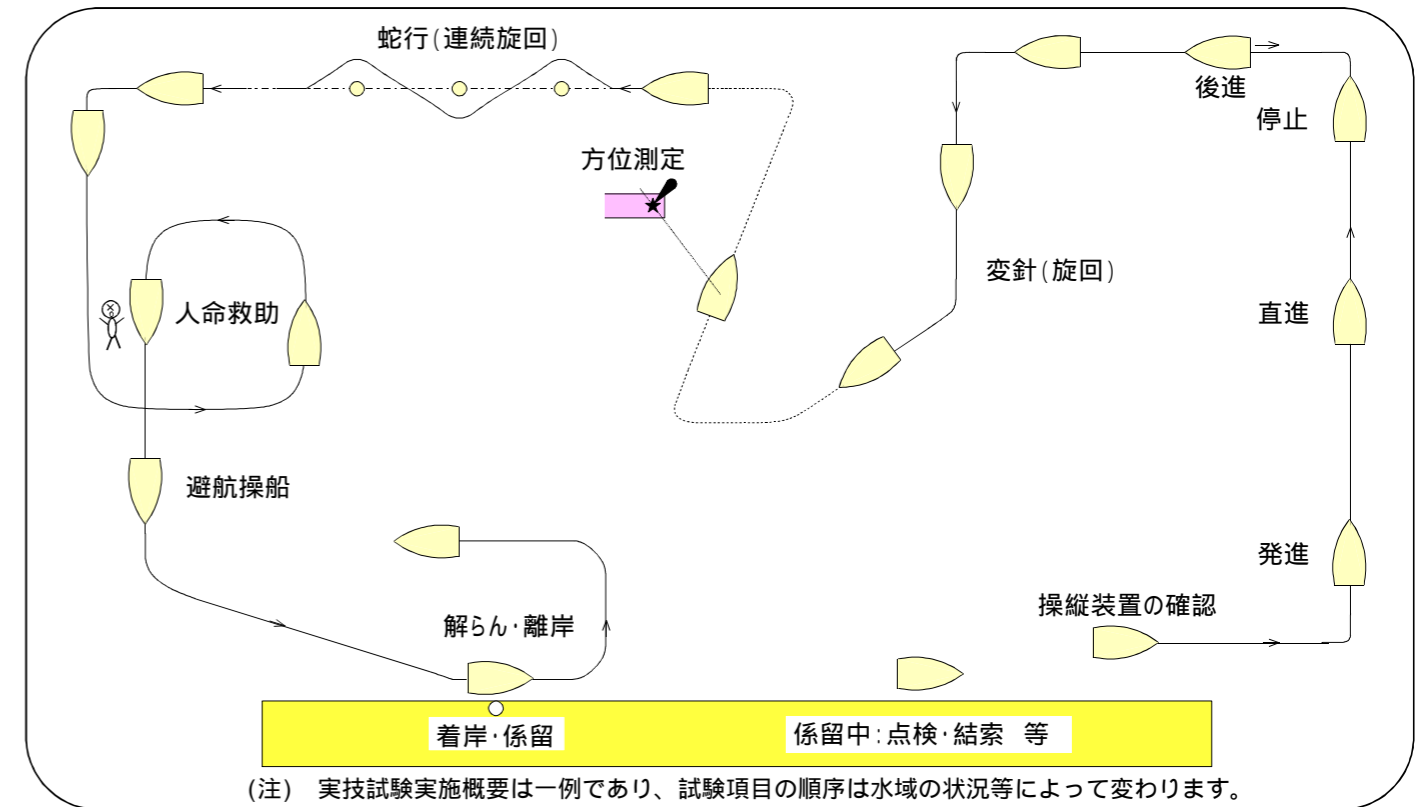 蛇行(連続旋回)
後進
停止
方位測定
変針(旋回)
人命救助
直進
避航操船
発進
操縦装置の確認
解らん・離岸
着岸・係留
係留中:点検・結索 等
(注) 実技試験実施概要は一例であり、試験項目の順序は水域の状況等によって変わります。